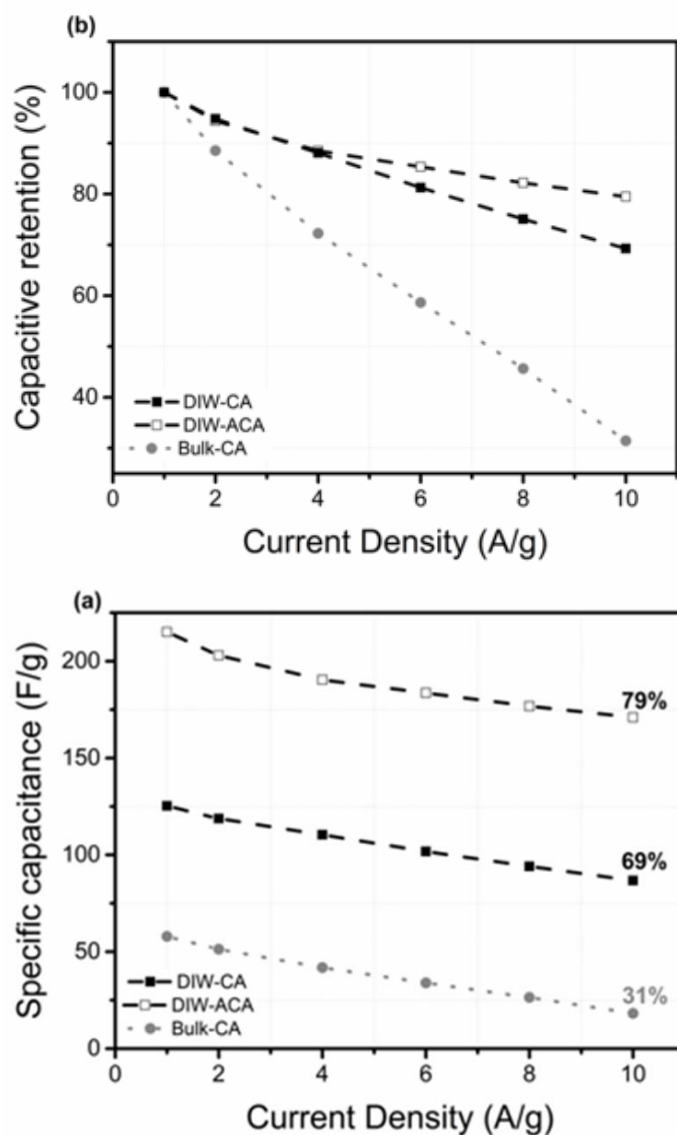 (b)
Capacitive retention (%)
100
80
60
40
DIW-CA
DIW-ACA
Bulk-CA
0 2 4 6 8 10
Current Density (A/g)
(a)
Specific capacitance (F/g)
200
150
100
50
0
79%
69%
31%
DIW-CA
DIW-ACA
Bulk-CA
0 2 4 6 8 10
Current Density (A/g)